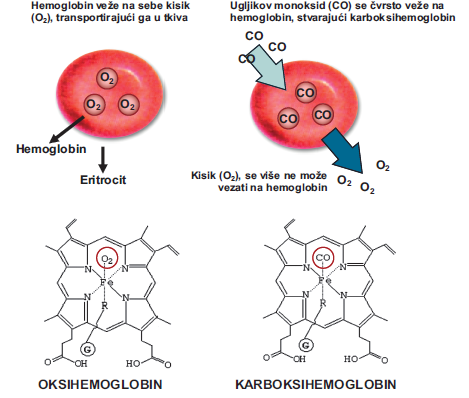 Hemoglobin veže na sebe kisik
(O2), transportirajući ga u tkiva
Ugljikov monoksid (CO) se čvrsto veže na
hemoglobin, stvarajući karboksihemoglobin
O2
O2
O2
Hemoglobin
Eritrocit
CO
CO
CO
CO
CO
CO
Kisik (O2), se više ne može
vezati na hemoglobin
O2
O2
O2
O2
N
N
Fe
N
N
R
G
O
OH
HO
O
OKSIHEMOGLOBIN
CO
N
N
Fe
N
N
R
G
O
OH
HO
O
KARBOKSIHEMOGLOBIN